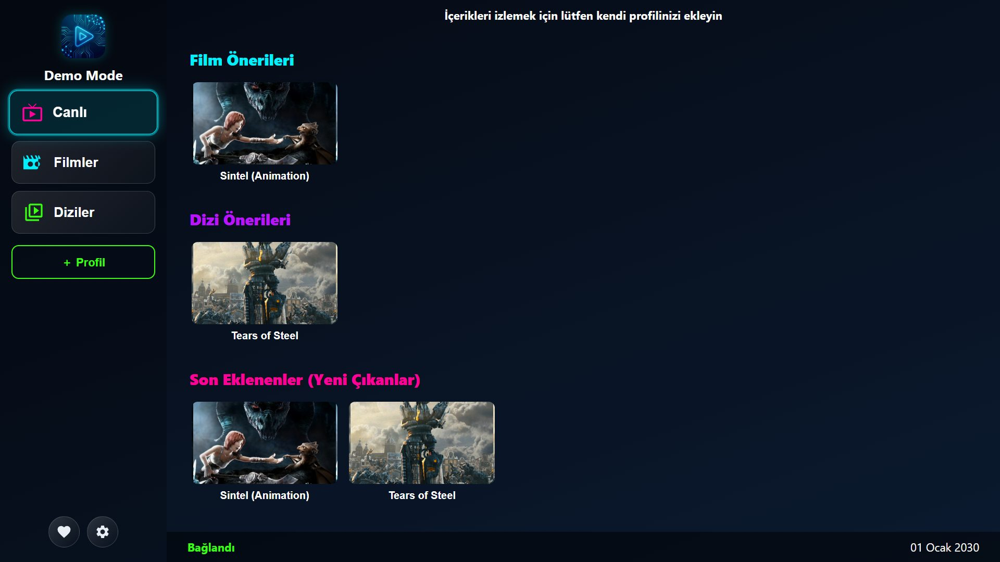 İçerikleri izlemek için lütfen kendi profilinizi ekleyin
Demo Mode
Canlı
Filmler
Diziler
+ Profil
Film Önerileri
Sintel (Animation)
Dizi Önerileri
Tears of Steel
Son Eklenenler (Yeni Çıkanlar)
Sintel (Animation)
Tears of Steel
Bağlandı
01 Ocak 2030